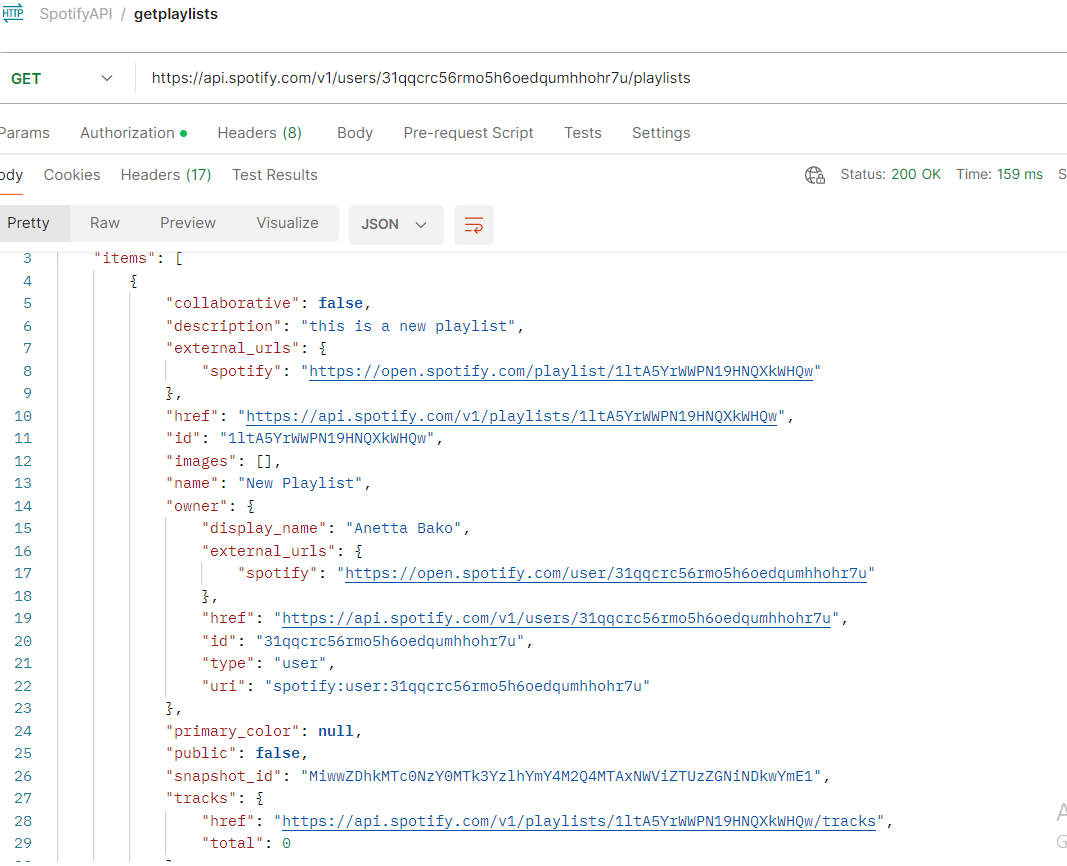 HTTP SpotifyAPI / getplaylists
GET https://api.spotify.com/v1/users/31qqcrc56rmo5h6oedqumhhohr7u/playlists
Params Authorization Headers (8) Body Pre-request Script Tests Settings
ody Cookies Headers (17) Test Results Status: 200 OK Time: 159 ms S
Pretty Raw Preview Visualize JSON
3 "items": [
4 {
5 "collaborative": false,
6 "description": "this is a new playlist",
7 "external_urls": {
8 "spotify": "https://open.spotify.com/playlist/1ltA5YrWWPN19HNQXkWHQw"
9 },
10 "href": "https://api.spotify.com/v1/playlists/1ltA5YrWWPN19HNQXkWHQw",
11 "id": "1ltA5YrWWPN19HNQXkWHQw",
12 "images": [],
13 "name": "New Playlist",
14 "owner": {
15 "display_name": "Anetta Bako",
16 "external_urls": {
17 "spotify": "https://open.spotify.com/user/31qqcrc56rmo5h6oedqumhhohr7u"
18 },
19 "href": "https://api.spotify.com/v1/users/31qqcrc56rmo5h6oedqumhhohr7u",
20 "id": "31qqcrc56rmo5h6oedqumhhohr7u",
21 "type": "user",
22 "uri": "spotify:user:31qqcrc56rmo5h6oedqumhhohr7u"
23 },
24 "primary_color": null,
25 "public": false,
26 "snapshot_id": "MiwwZDhkMTc0NzY0MTk3YzlhYmY4M2Q4MTAxNWViZTUzZGNiNDkwYmE1",
27 "tracks": {
28 "href": "https://api.spotify.com/v1/playlists/1ltA5YrWWPN19HNQXkWHQw/tracks",
29 "total": 0